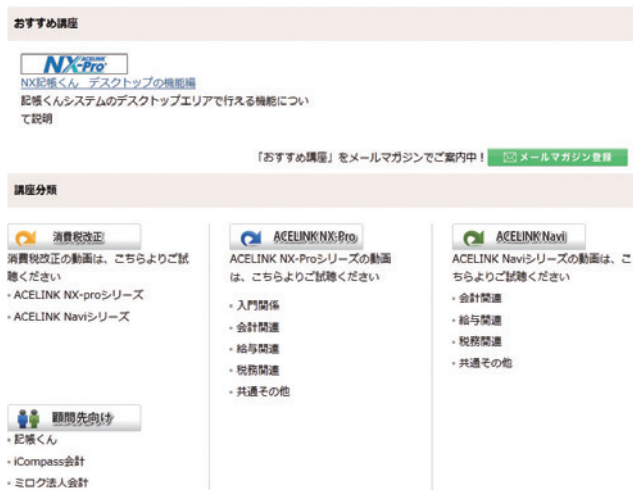 おすすめ講座
NX-Pro ACELINK
NX記帳くん　デスクトップの機能編
記帳くんシステムのデスクトップエリアで行える機能につい
て説明
「おすすめ講座」をメールマガジンでご案内中！ メールマガジン登録
講座分類
消費税改正
消費税改正の動画は、こちらよりご試
聴ください
・ACELINK NX-proシリーズ
・ACELINK Naviシリーズ
顧問先向け
・記帳くん
・iCompass会計
・ミロク法人会計
ACELINK NX-Pro
ACELINK NX-Proシリーズの動画
は、こちらよりご試聴ください
・入門関係
・会計関連
・給与関連
・税務関連
・共通その他
ACELINK Navi
ACELINK Naviシリーズの動画は、こ
ちらよりご試聴ください
・会計関連
・給与関連
・税務関連
・共通その他